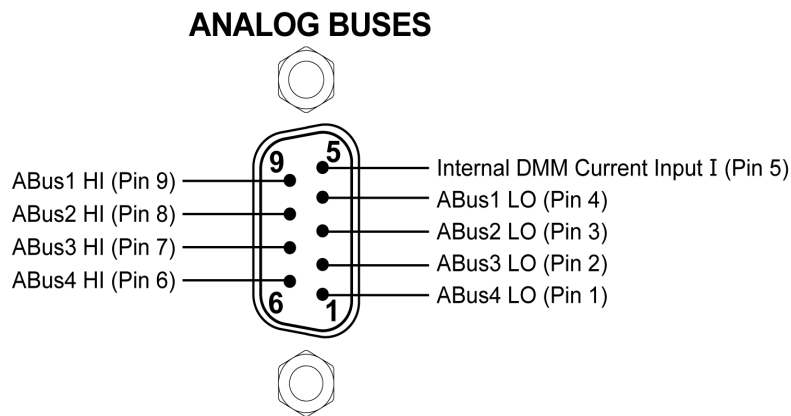 ANALOG BUSES
9
5
6
1
ABus1 HI (Pin 9)
ABus2 HI (Pin 8)
ABus3 HI (Pin 7)
ABus4 HI (Pin 6)
Internal DMM Current Input I (Pin 5)
ABus1 LO (Pin 4)
ABus2 LO (Pin 3)
ABus3 LO (Pin 2)
ABus4 LO (Pin 1)